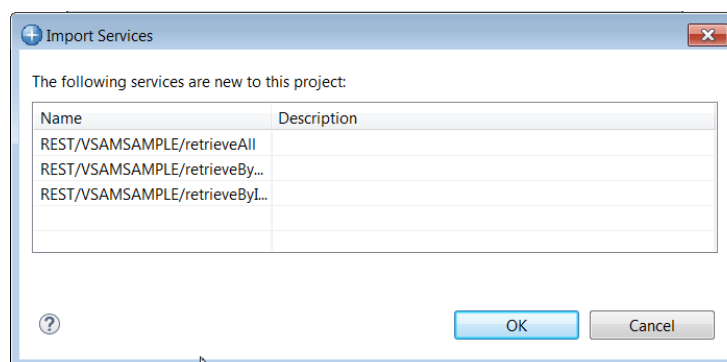 Import Services
The following services are new to this project:
Name Description
REST/VSAMSAMPLE/retrieveAll
REST/VSAMSAMPLE/retrieveBy...
REST/VSAMSAMPLE/retrieveByI...
?
OK Cancel